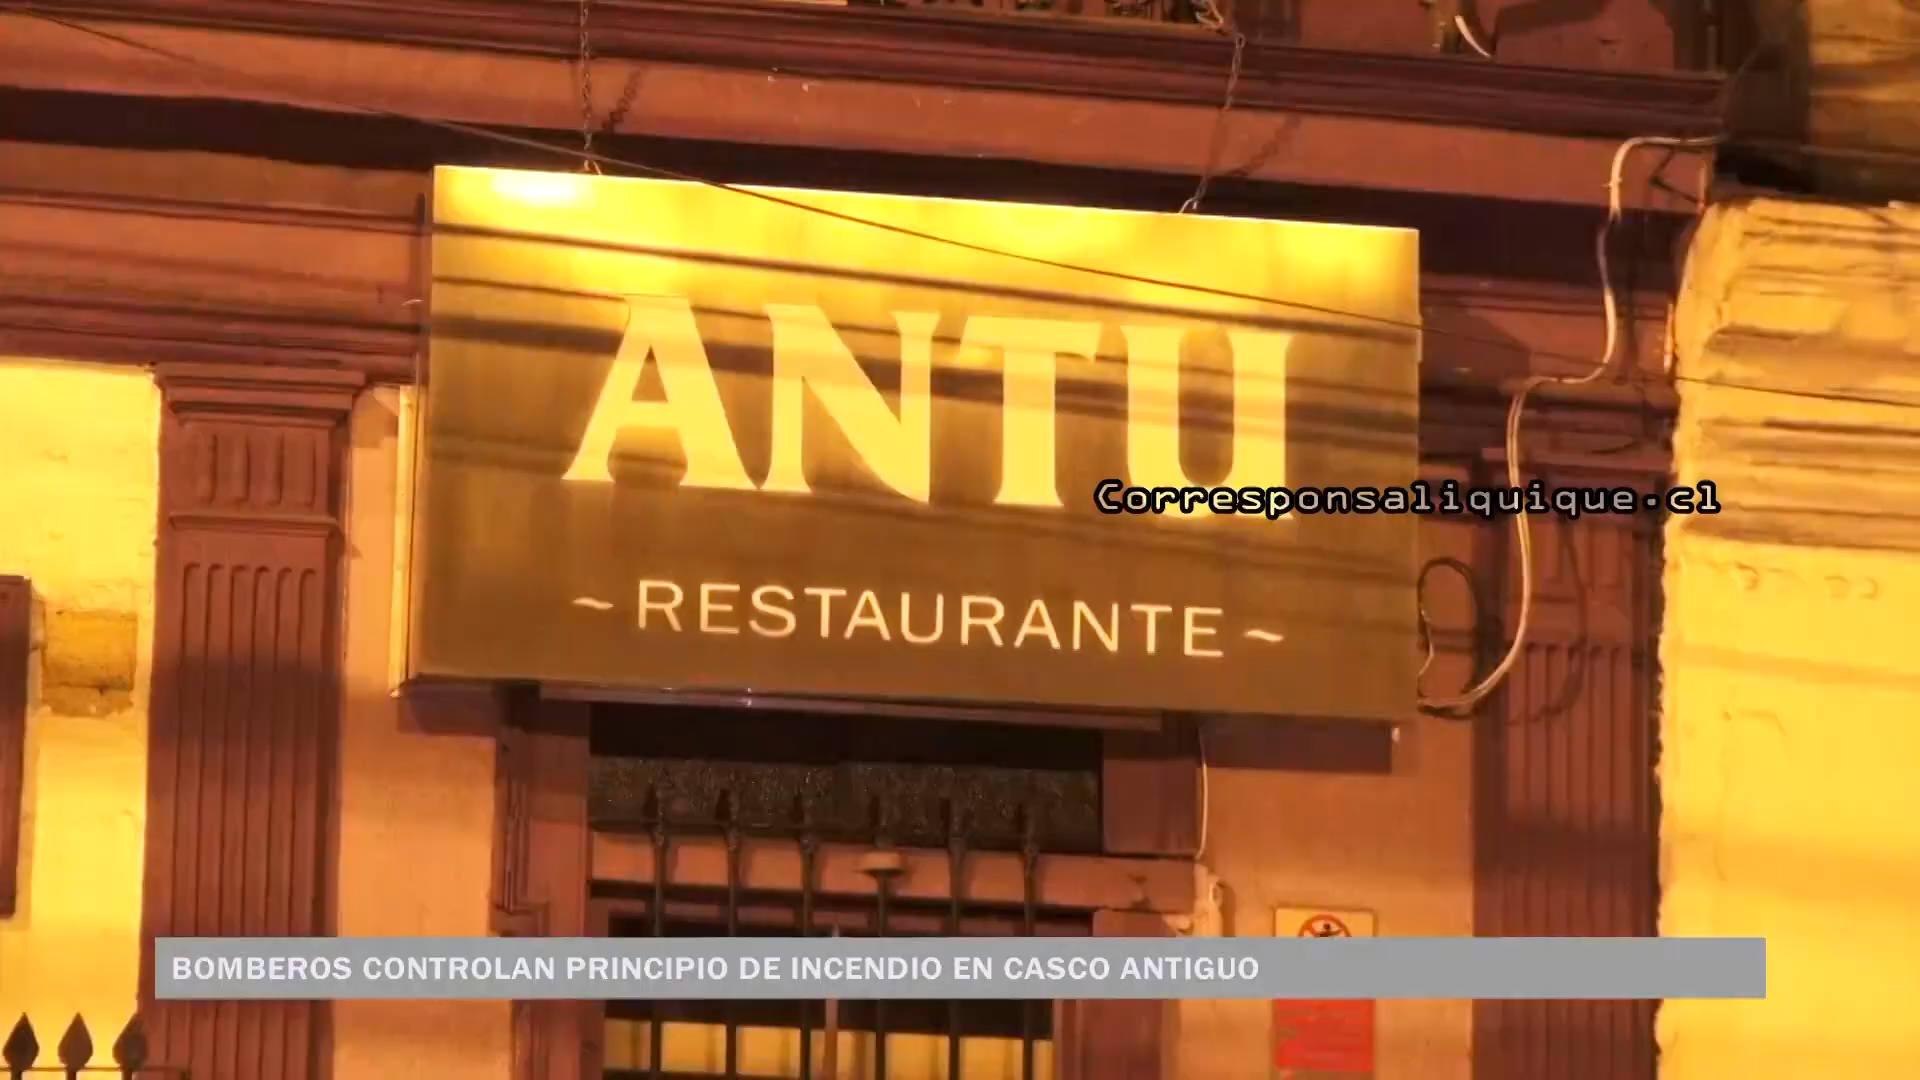 ANTU
Corresponsaliquique.cl
~RESTAURANTE~
BOMBEROS CONTROLAN PRINCIPIO DE INCENDIO EN CASCO ANTIGUO